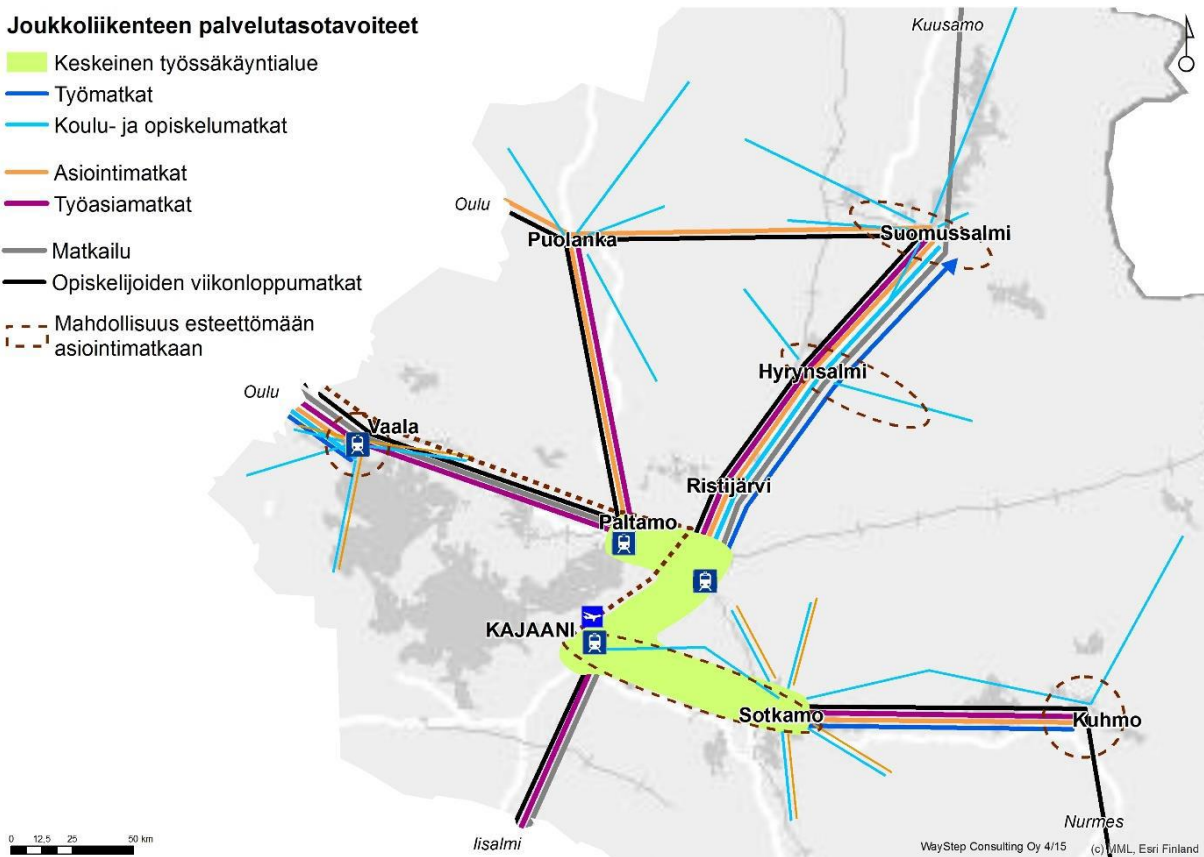 Joukkoliikenteen palvelutasotavoiteet
Keskeinen työssäkäyntialue
Työmatkat
Koulu- ja opiskelumatkat
Asiointimatkat
Työasiamatkat
Matkailu
Opiskelijoiden viikonloppumatkat
Mahdollisuus esteettömään
asiointimatkaan
Kuusamo
Oulu
Puolanka
Suomussalmi
Hyrynsalmi
Oulu
Vaala
Ristijärvi
Paltamo
KAJAANI
Sotkamo
Kuhmo
Iisalmi
Nurmes
0 12,5 25 50 km
WayStep Consulting Oy 4/15 (c) MML, Esri Finland